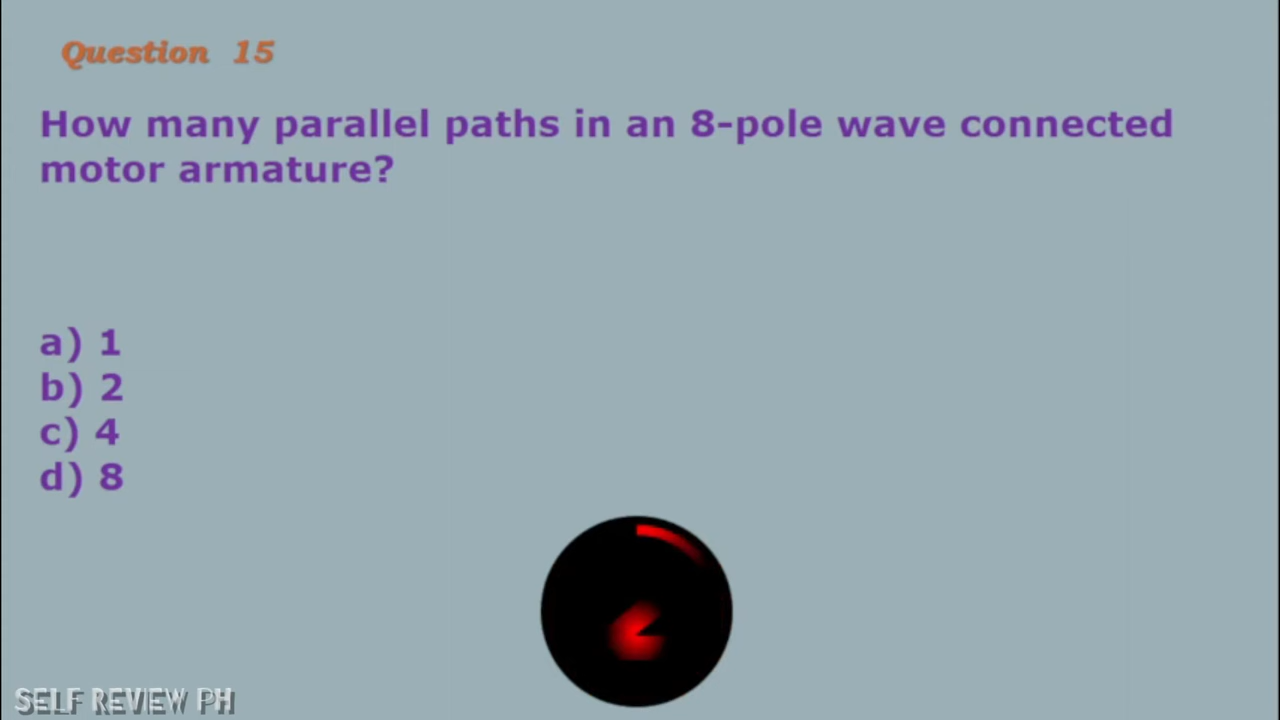 Question 15
How many parallel paths in an 8-pole wave connected
motor armature?
a) 1
b) 2
c) 4
d) 8
SELF REVIEW PH